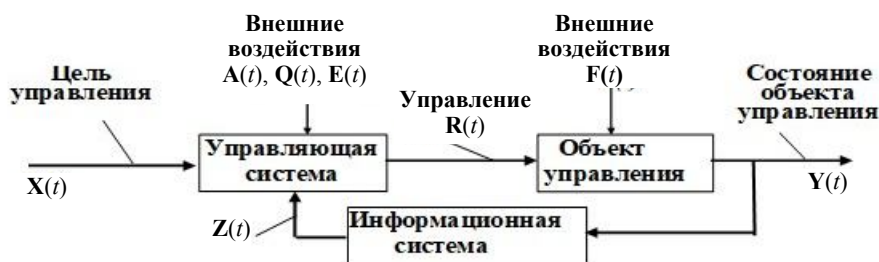 Внешние
воздействия
A(t), Q(t), E(t)
Внешние
воздействия
F(t)
Цель
управления
Управление
R(t)
Состояние
объекта
управления
Управляющая
система
Объект
управления
X(t)
Y(t)
Z(t)
Информационная
система